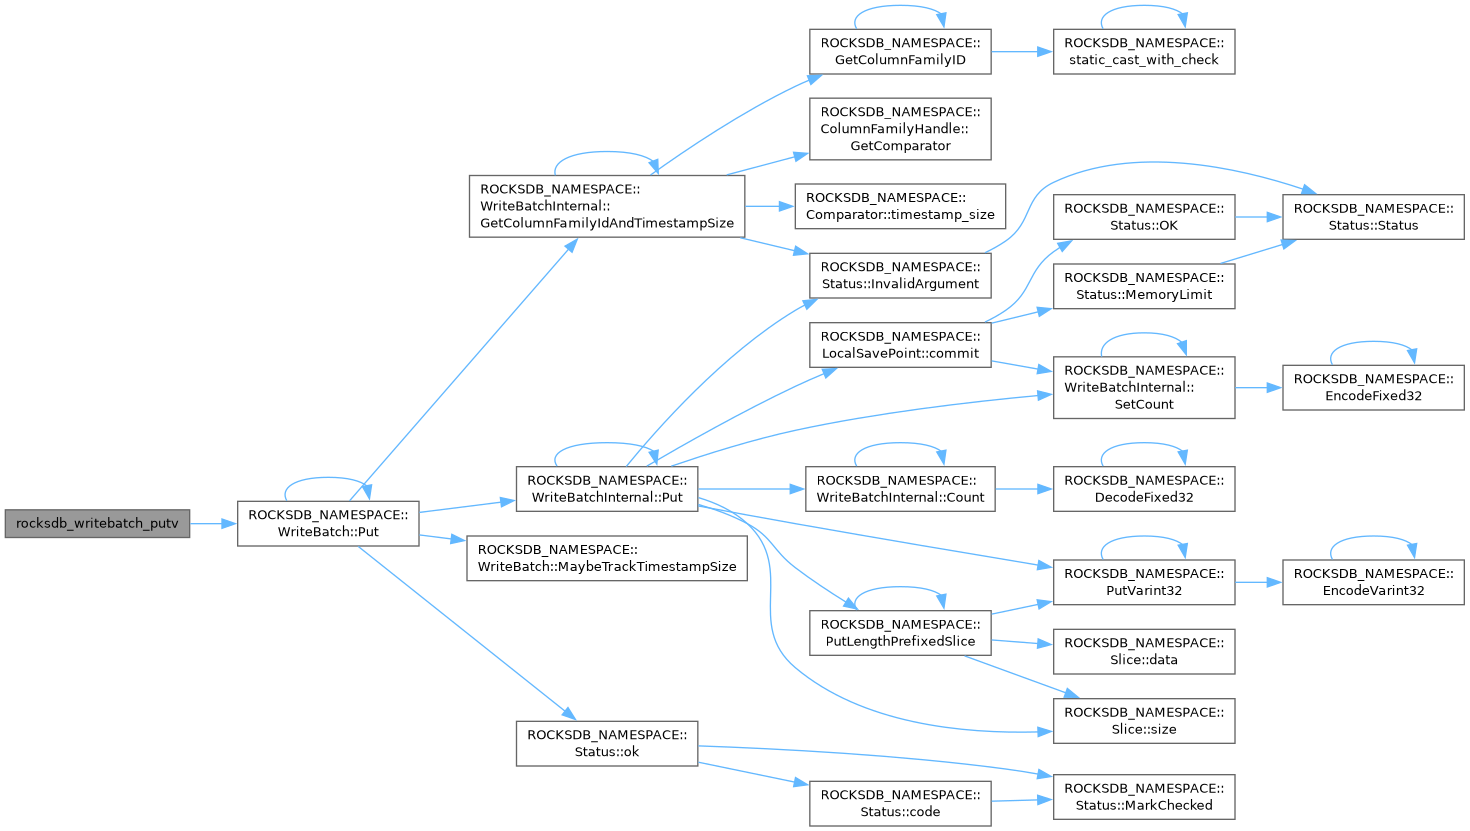 rocksdb_writebatch_putv
ROCKSDB_NAMESPACE::
WriteBatch::Put
ROCKSDB_NAMESPACE::
WriteBatchInternal::
GetColumnFamilyIdAndTimestampSize
ROCKSDB_NAMESPACE::
WriteBatchInternal::Put
ROCKSDB_NAMESPACE::
WriteBatch::MaybeTrackTimestampSize
ROCKSDB_NAMESPACE::
Status::ok
ROCKSDB_NAMESPACE::
GetColumnFamilyID
ROCKSDB_NAMESPACE::
ColumnFamilyHandle::
GetComparator
ROCKSDB_NAMESPACE::
Comparator::timestamp_size
ROCKSDB_NAMESPACE::
Status::InvalidArgument
ROCKSDB_NAMESPACE::
LocalSavePoint::commit
ROCKSDB_NAMESPACE::
WriteBatchInternal::Count
ROCKSDB_NAMESPACE::
PutLengthPrefixedSlice
ROCKSDB_NAMESPACE::
Status::code
ROCKSDB_NAMESPACE::
static_cast_with_check
ROCKSDB_NAMESPACE::
Status::OK
ROCKSDB_NAMESPACE::
Status::MemoryLimit
ROCKSDB_NAMESPACE::
WriteBatchInternal::
SetCount
ROCKSDB_NAMESPACE::
DecodeFixed32
ROCKSDB_NAMESPACE::
PutVarint32
ROCKSDB_NAMESPACE::
Slice::data
ROCKSDB_NAMESPACE::
Slice::size
ROCKSDB_NAMESPACE::
Status::MarkChecked
ROCKSDB_NAMESPACE::
Status::Status
ROCKSDB_NAMESPACE::
EncodeFixed32
ROCKSDB_NAMESPACE::
EncodeVarint32